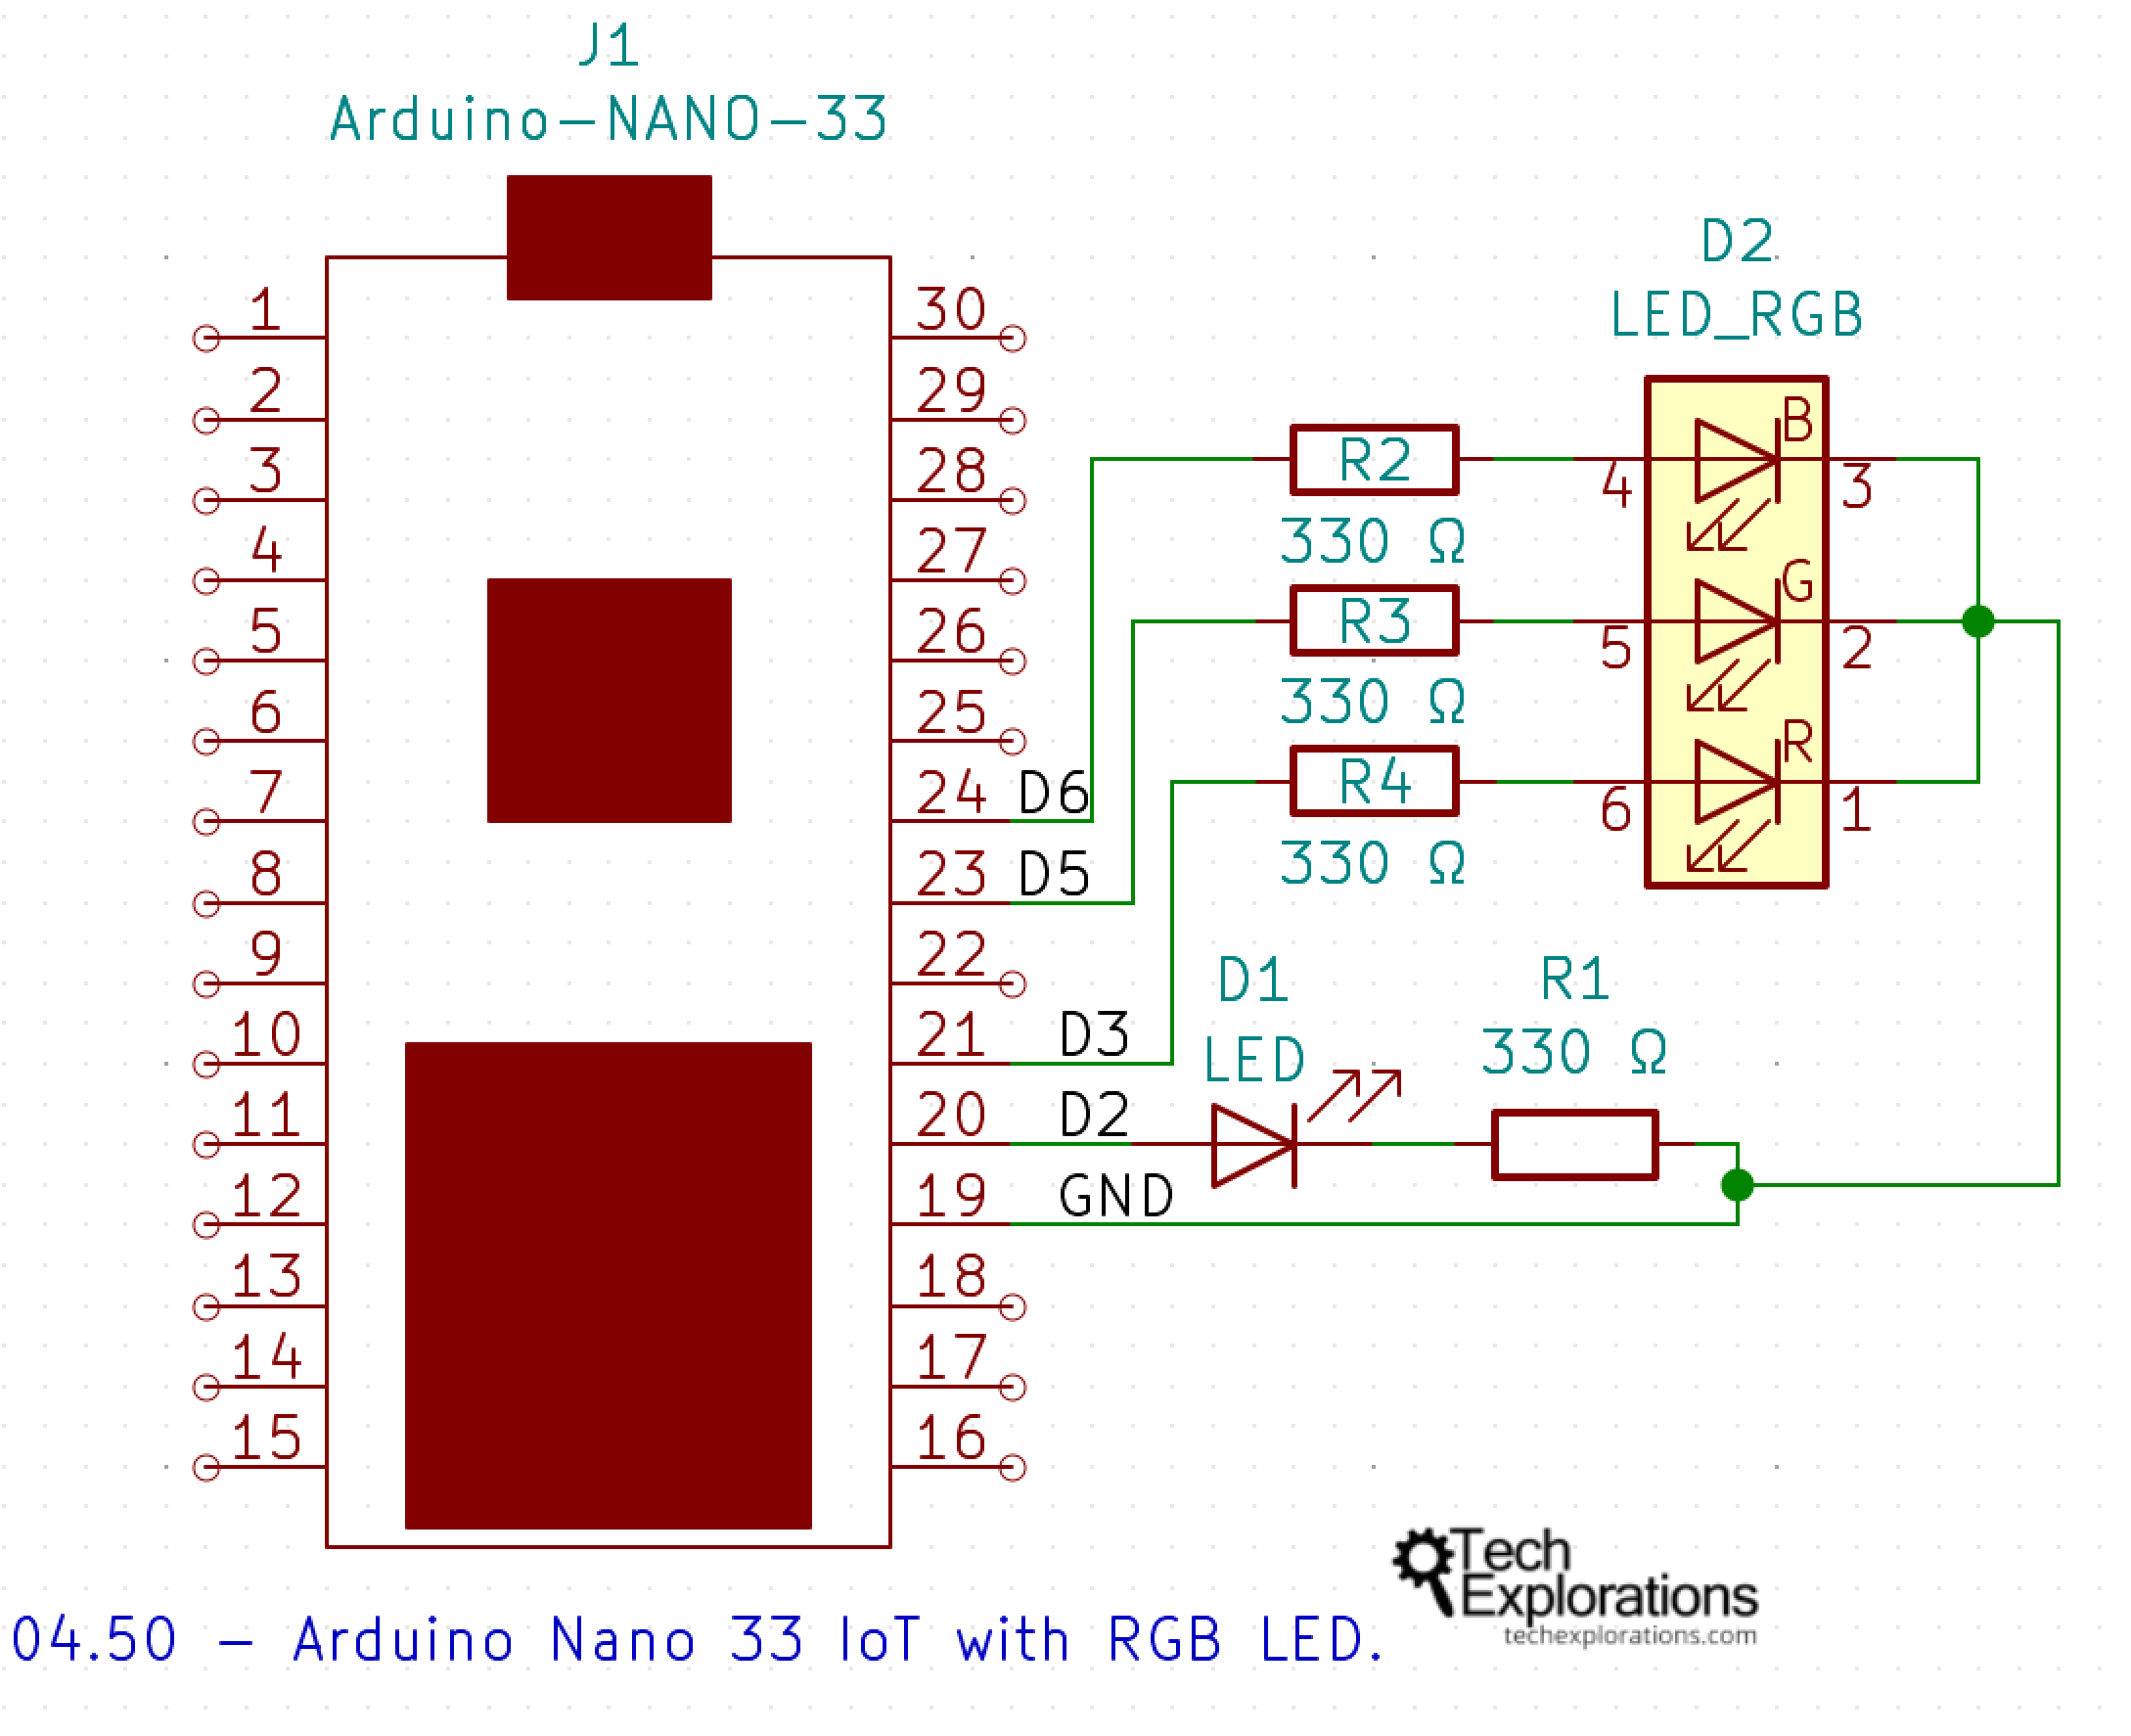 J1
Arduino-NANO-33
1
2
3
4
5
6
7
8
9
10
11
12
13
14
15
30
29
28
27
26
25
24 D6
23 D5
22
21 D3
20 D2
19 GND
18
17
16
R2
330 Ω
R3
330 Ω
R4
330 Ω
D2
LED_RGB
B
4 3
G
5 2
R
6 1
D1
LED
R1
330 Ω
Tech
Explorations
techexplorations.com
04.50 - Arduino Nano 33 IoT with RGB LED.